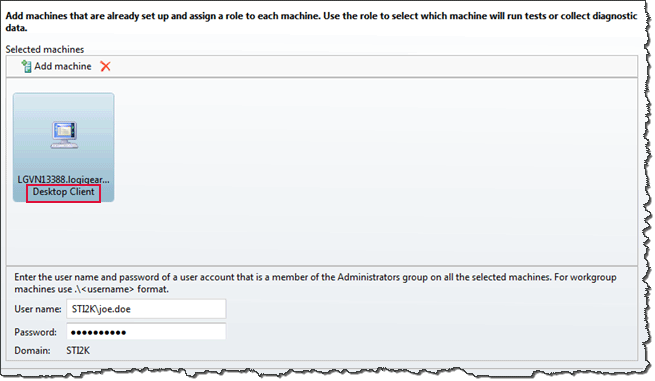 Add machines that are already set up and assign a role to each machine. Use the role to select which machine will run tests or collect diagnostic
data.
Selected machines
Add machine
LGVN13388.logigear...
Desktop Client
Enter the user name and password of a user account that is a member of the Administrators group on all the selected machines. For workgroup
machines use .\<username> format.
User name: STI2K\joe.doe
Password: ●●●●●●●●●●
Domain: STI2K